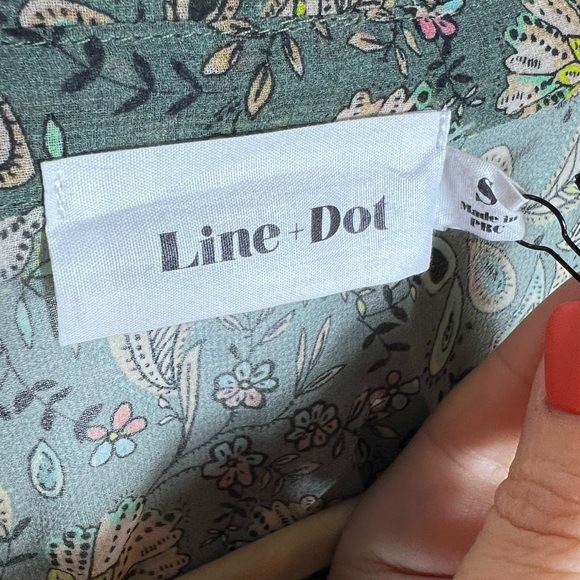 Line + Dot
S
Made in
PRC